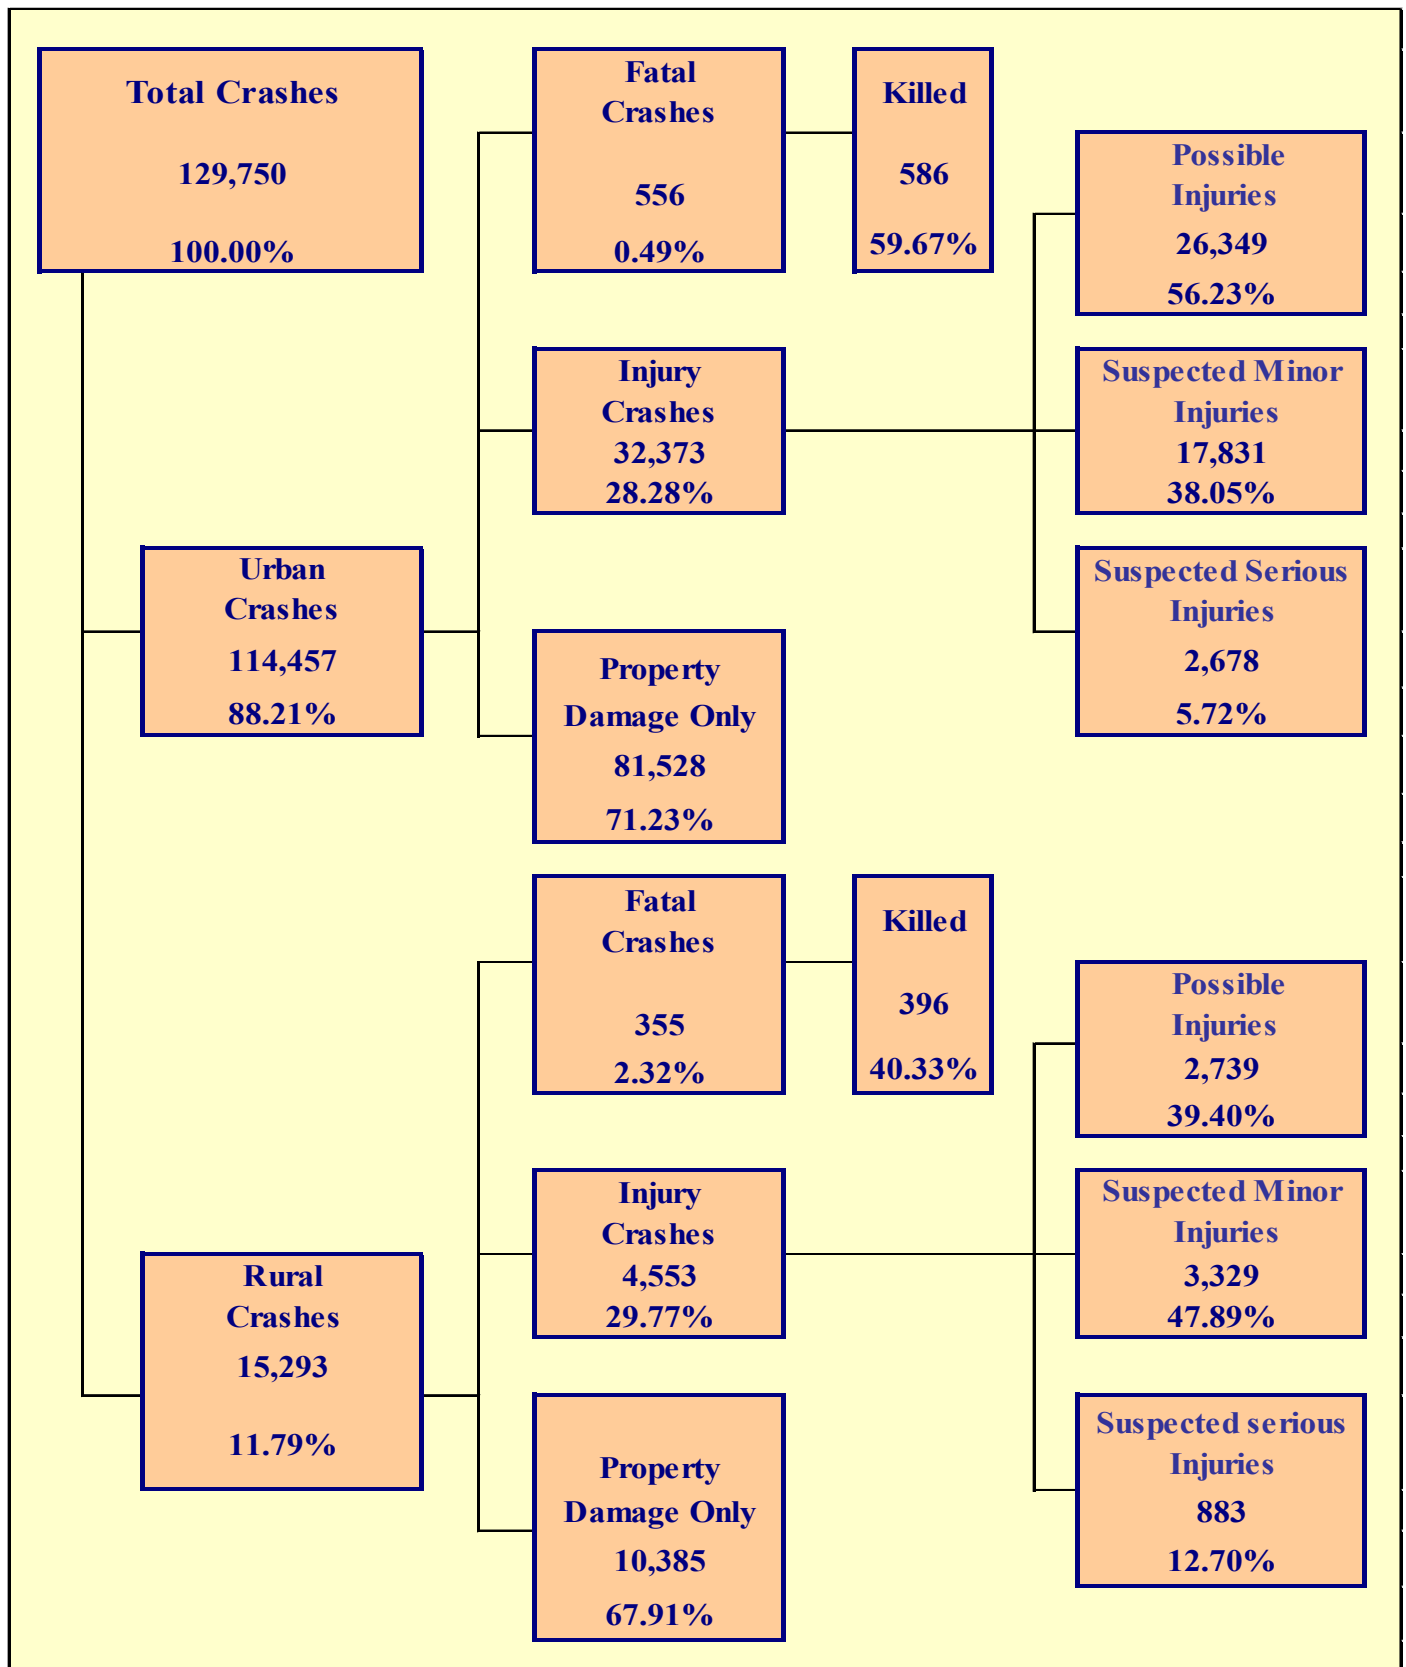 Total Crashes
129,750
100.00%
Fatal
Crashes
556
0.49%
Killed
586
59.67%
Possible
Injuries
26,349
56.23%
Injury
Crashes
32,373
28.28%
Suspected Minor
Injuries
17,831
38.05%
Urban
Crashes
114,457
88.21%
Suspected Serious
Injuries
2,678
5.72%
Property
Damage Only
81,528
71.23%
Fatal
Crashes
355
2.32%
Killed
396
40.33%
Possible
Injuries
2,739
39.40%
Injury
Crashes
4,553
29.77%
Suspected Minor
Injuries
3,329
47.89%
Rural
Crashes
15,293
11.79%
Property
Damage Only
10,385
67.91%
Suspected serious
Injuries
883
12.70%